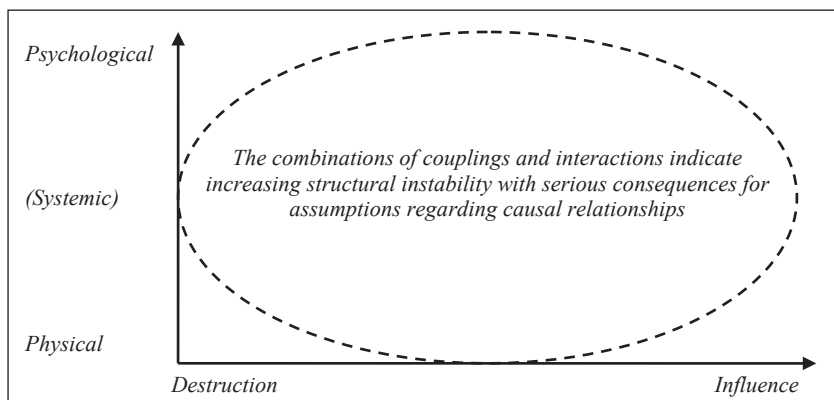 Psychological
The combinations of couplings and interactions indicate
increasing structural instability with serious consequences for
(Systemic)
assumptions regarding causal relationships
Physical
Destruction
Influence